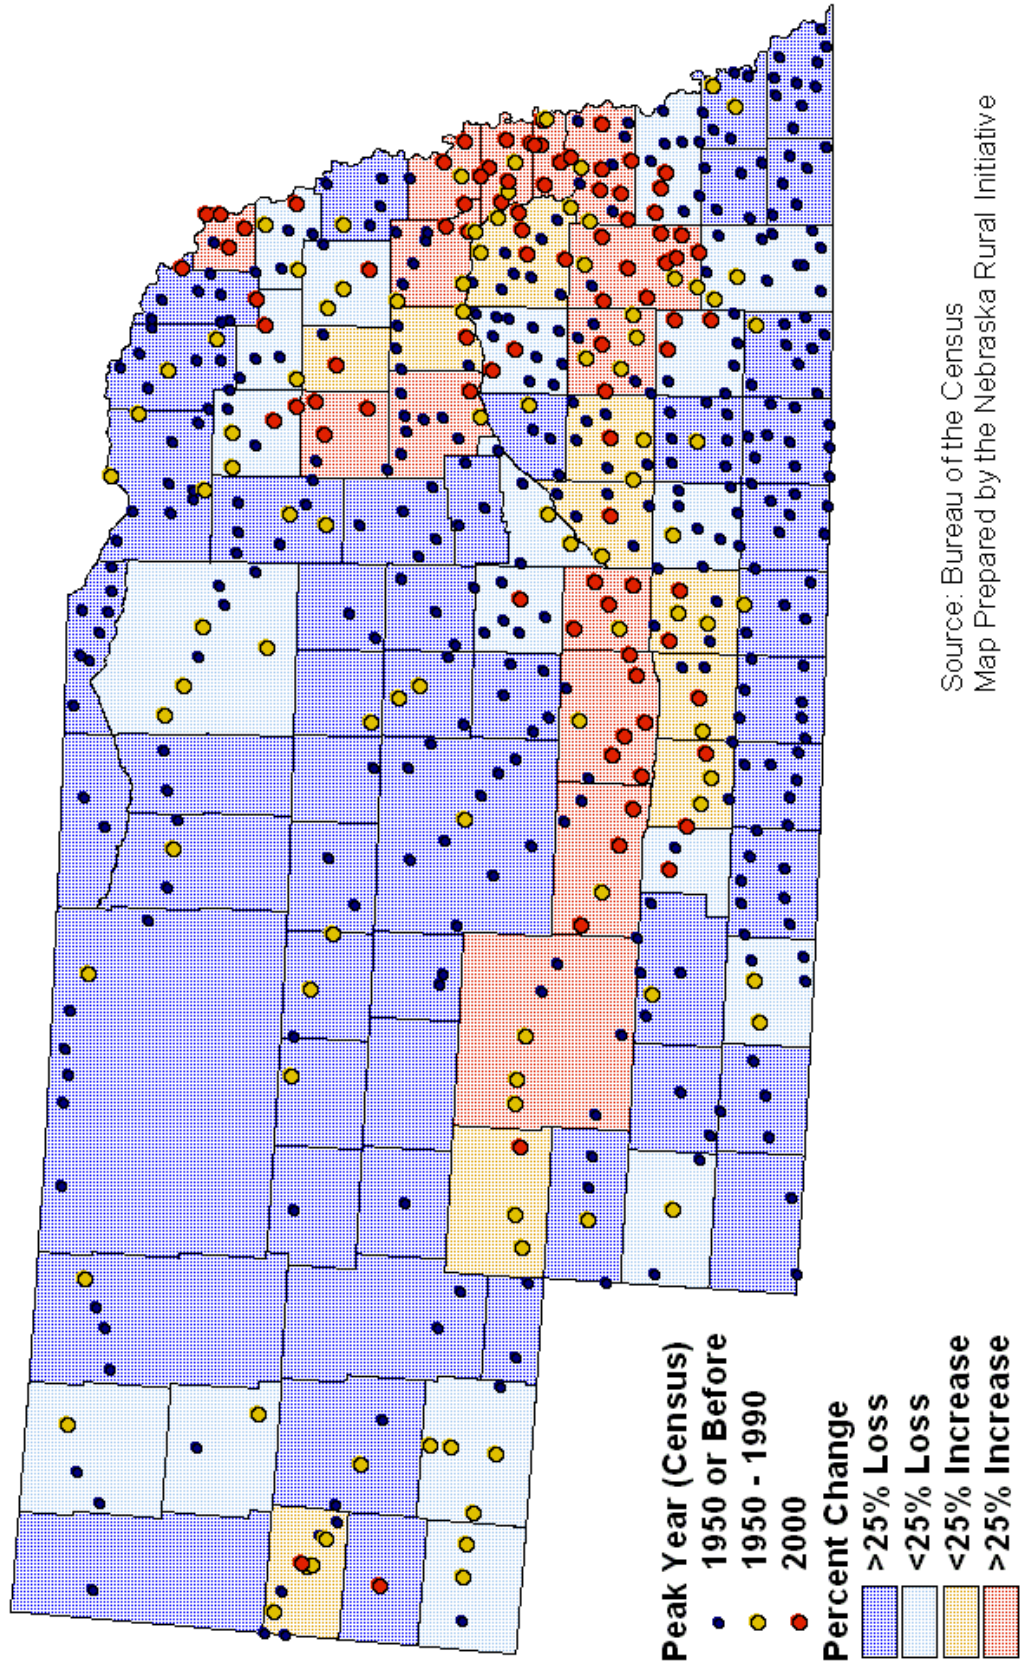 Peak Year (Census)
1950 or Before
1950 - 1990
2000
Percent Change
>25% Loss
<25% Loss
<25% Increase
>25% Increase
Source: Bureau of the Census
Map Prepared by the Nebraska Rural Initiative